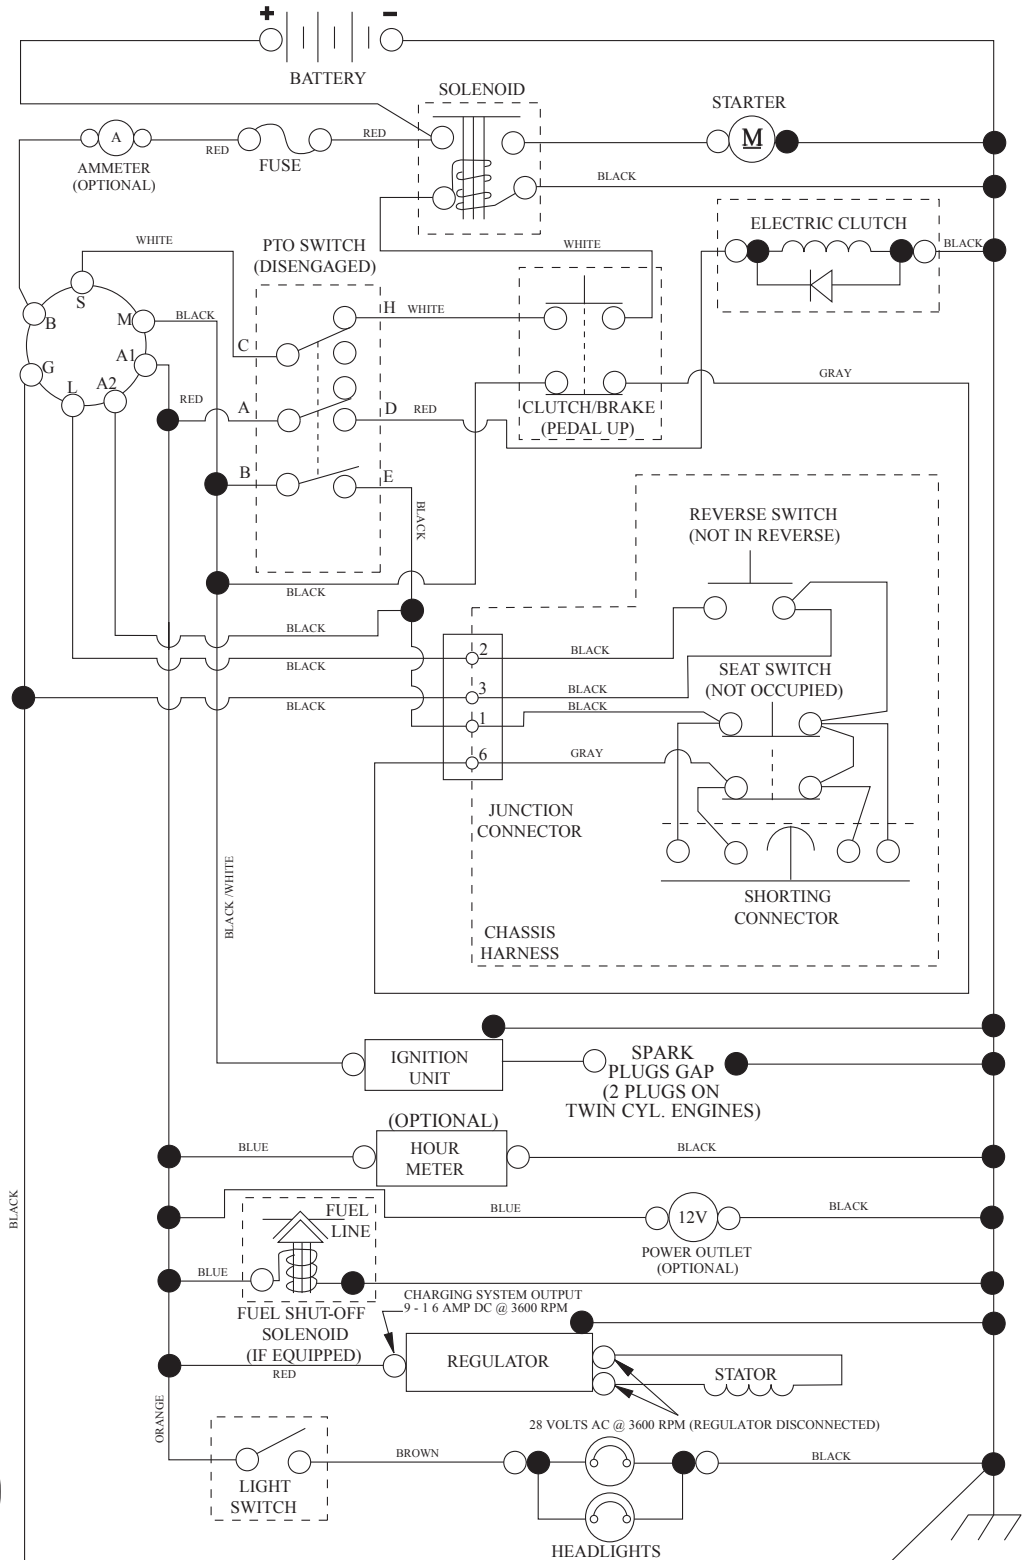 +
−
BATTERY
SOLENOID
STARTER
A
RED
FUSE
RED
M
AMMETER
(OPTIONAL)
BLACK
WHITE
PTO SWITCH
(DISENGAGED)
WHITE
ELECTRIC CLUTCH
BLACK
S
B
M
BLACK
H
WHITE
C
A1
G
L
A2
RED
A
D
RED
GRAY
CLUTCH/BRAKE
(PEDAL UP)
B
E
BLACK
REVERSE SWITCH
(NOT IN REVERSE)
BLACK
BLACK
2
BLACK
BLACK
SEAT SWITCH
(NOT OCCUPIED)
3
BLACK
BLACK
BLACK
1
6
GRAY
JUNCTION
CONNECTOR
SHORTING
CONNECTOR
BLACK /WHITE
CHASSIS
HARNESS
IGNITION
UNIT
SPARK
PLUGS GAP
(2 PLUGS ON
TWIN CYL. ENGINES)
(OPTIONAL)
HOUR
METER
BLUE
BLACK
BLACK
FUEL
LINE
BLUE
12V
BLACK
POWER OUTLET
(OPTIONAL)
BLUE
FUEL SHUT-OFF
SOLENOID
(IF EQUIPPED)
CHARGING SYSTEM OUTPUT
9 - 1 6 AMP DC @ 3600 RPM
RED
REGULATOR
STATOR
28 VOLTS AC @ 3600 RPM (REGULATOR DISCONNECTED)
ORANGE
BROWN
BLACK
LIGHT
SWITCH
HEADLIGHTS